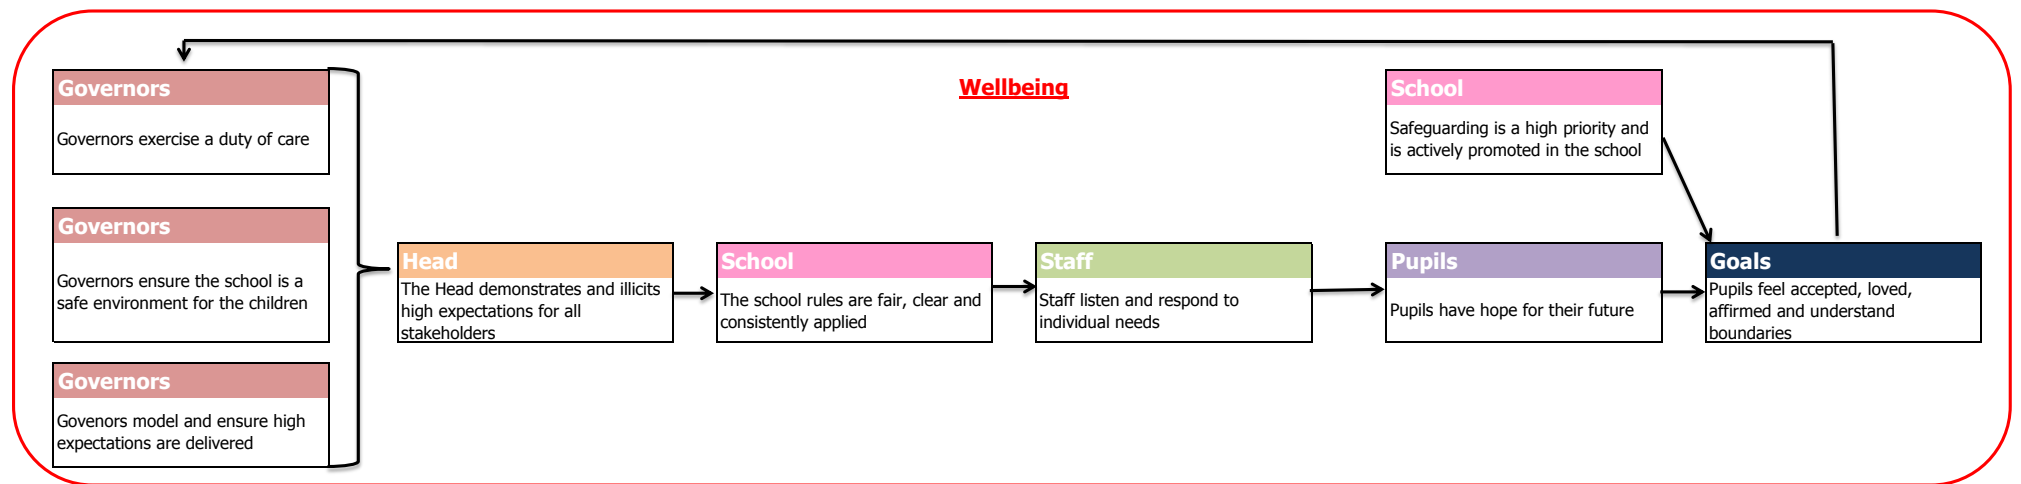 Wellbeing
Governors
Governors exercise a duty of care
Governors
Governors ensure the school is a
safe environment for the children
Governors
Govenors model and ensure high
expectations are delivered
Head
The Head demonstrates and illicits
high expectations for all
stakeholders
School
The school rules are fair, clear and
consistently applied
Staff
Staff listen and respond to
individual needs
Pupils
Pupils have hope for their future
School
Safeguarding is a high priority and
is actively promoted in the school
Goals
Pupils feel accepted, loved,
affirmed and understand
boundaries